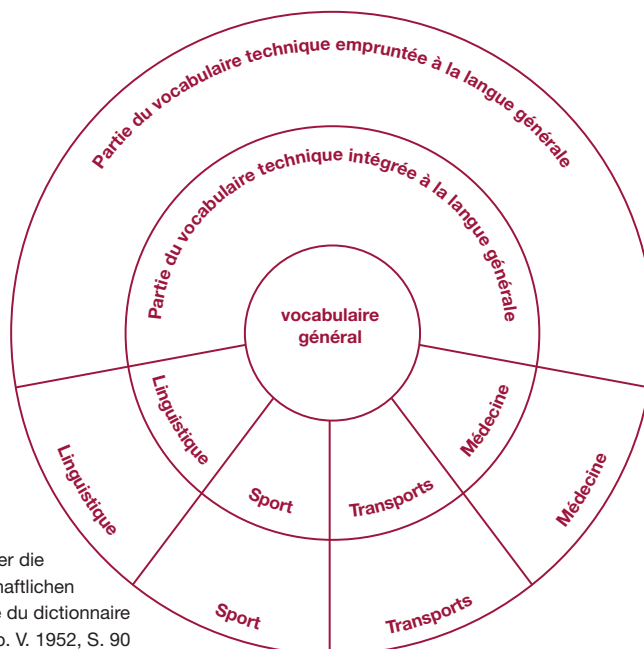 Partie du vocabulaire technique empruntée à la langue générale
Partie du vocabulaire technique intégrée à la langue générale
vocabulaire
général
Linguistique
Sport
Transports
Médecine
Linguistique
Sport
Transports
Médecine
er die
haftlichen
du dictionnaire
V. 1952, S. 90